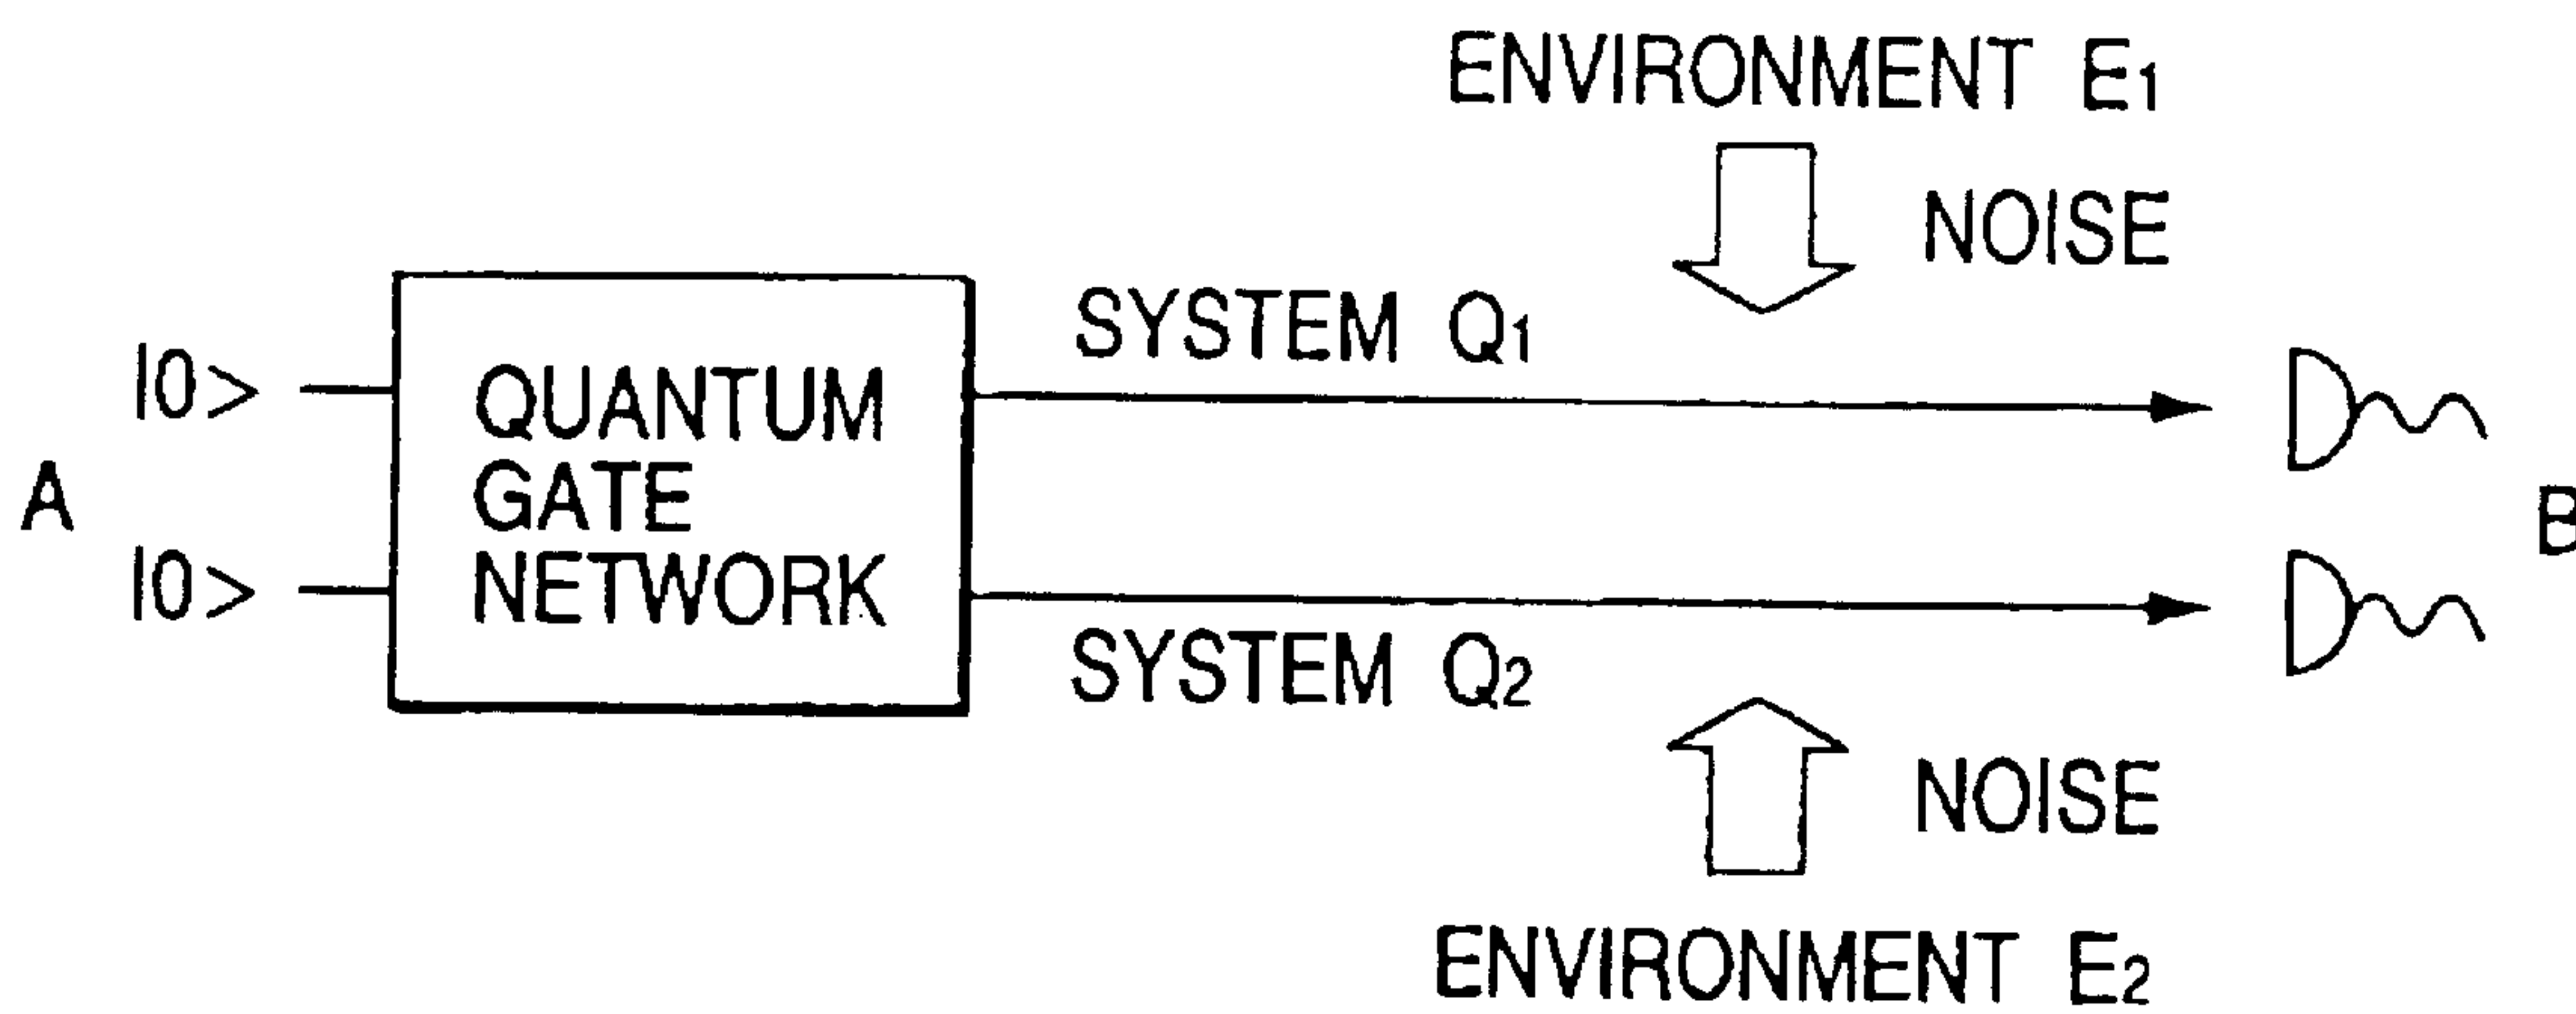 ENVIRONMENT E1
NOISE
SYSTEM Q1
|0>
QUANTUM
GATE
NETWORK
A
B
|0>
SYSTEM Q2
NOISE
ENVIRONMENT E2